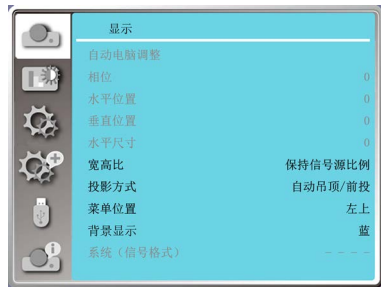 显示
自动电脑调整
相位 0
水平位置 0
垂直位置 0
水平尺寸 0
宽高比 保持信号源比例
投影方式 自动吊顶/前投
菜单位置 左上
背景显示 蓝
系统（信号格式） - - - -